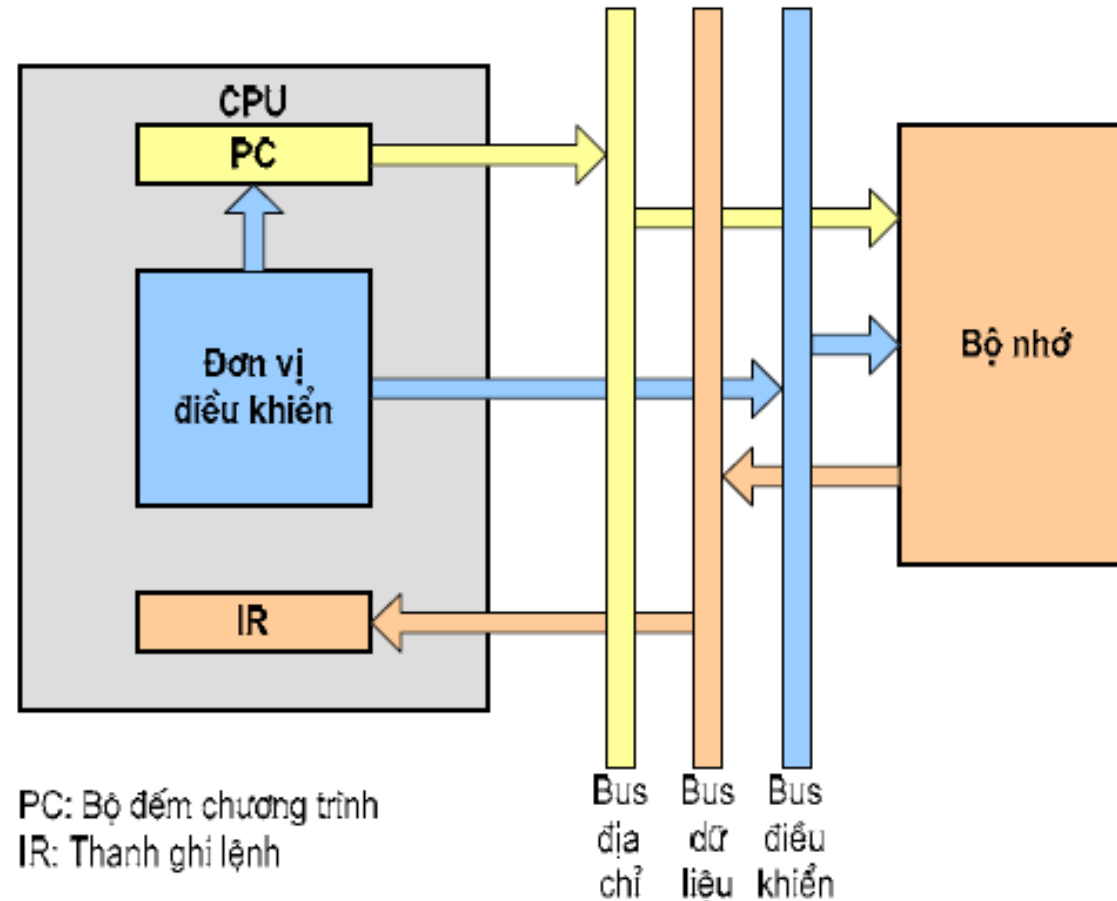 CPU
PC
Đơn vị
điều khiển
Bộ nhớ
IR
PC: Bộ đếm chương trình
IR: Thanh ghi lệnh
Bus
địa
chỉ
Bus
dữ
liệu
Bus
điều
khiển